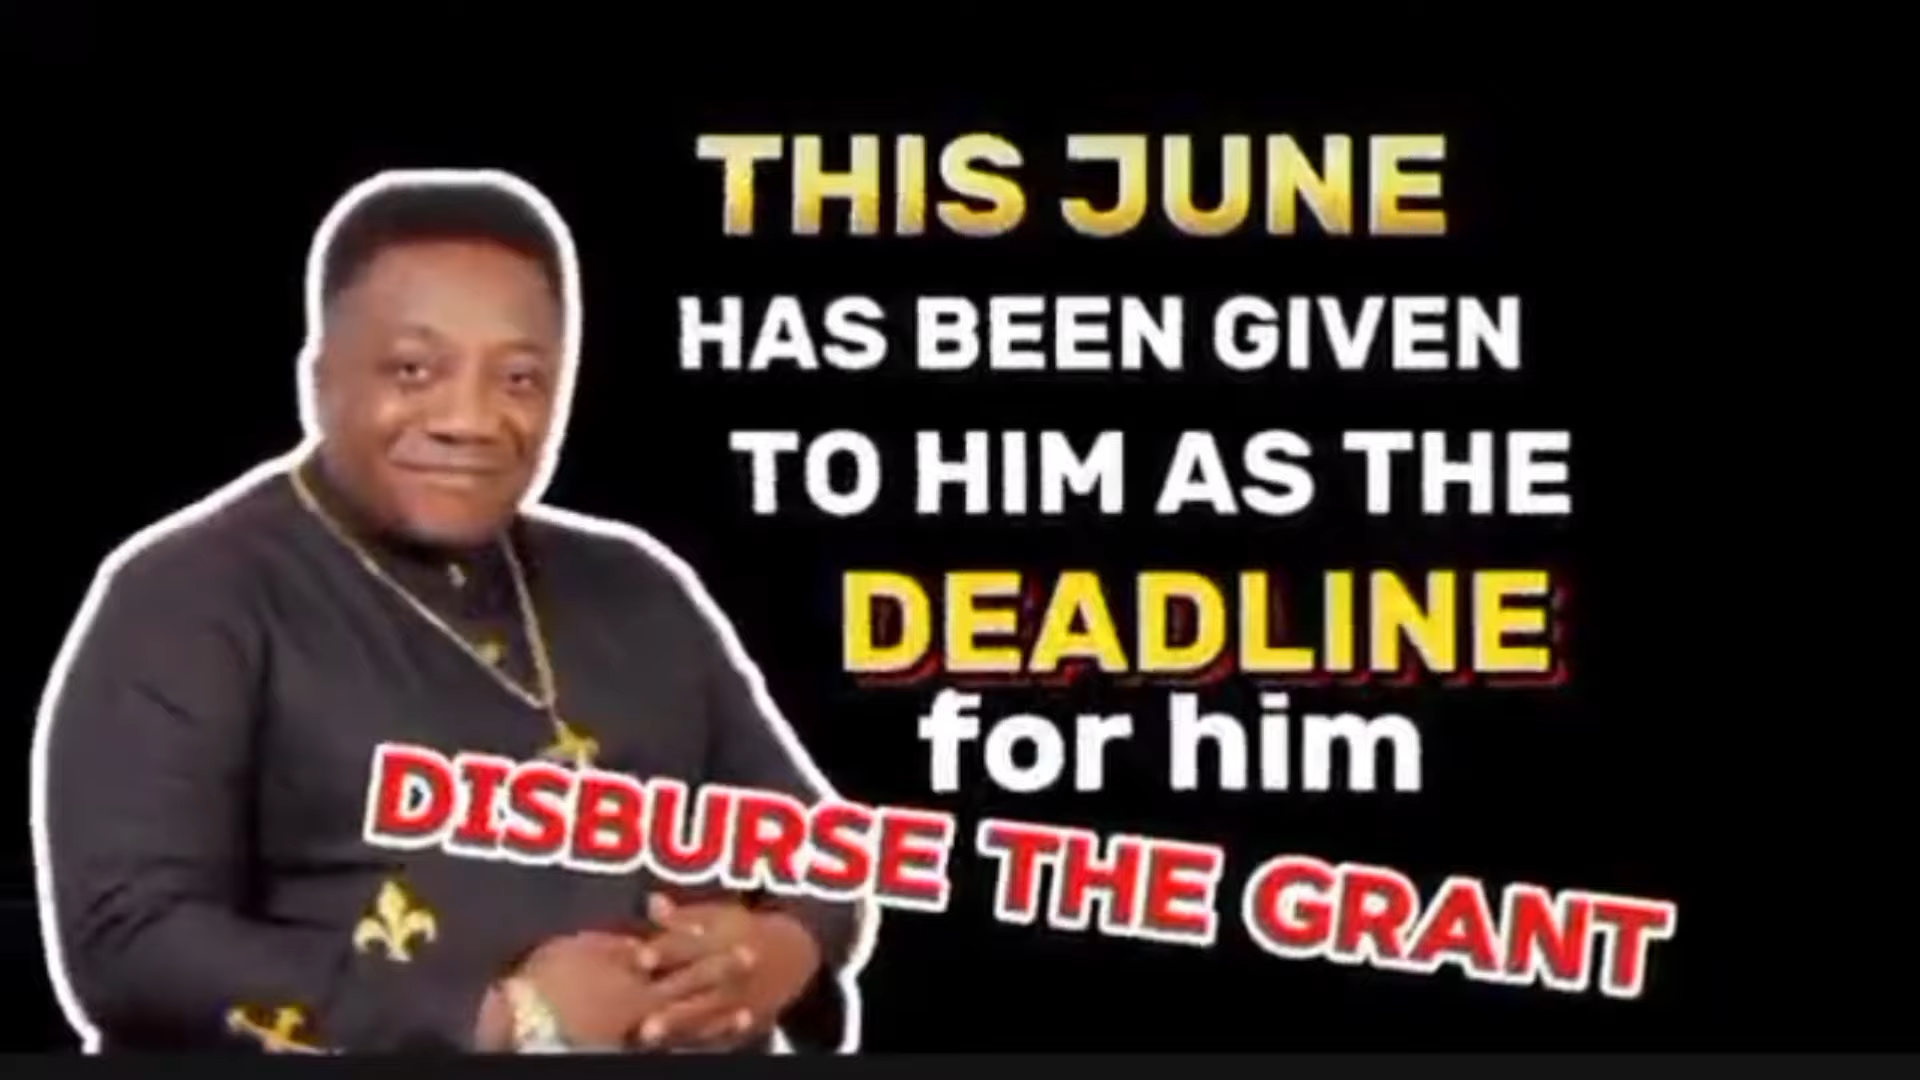 THIS JUNE
HAS BEEN GIVEN
TO HIM AS THE
DEADLINE
for him
DISBURSE THE GRANT